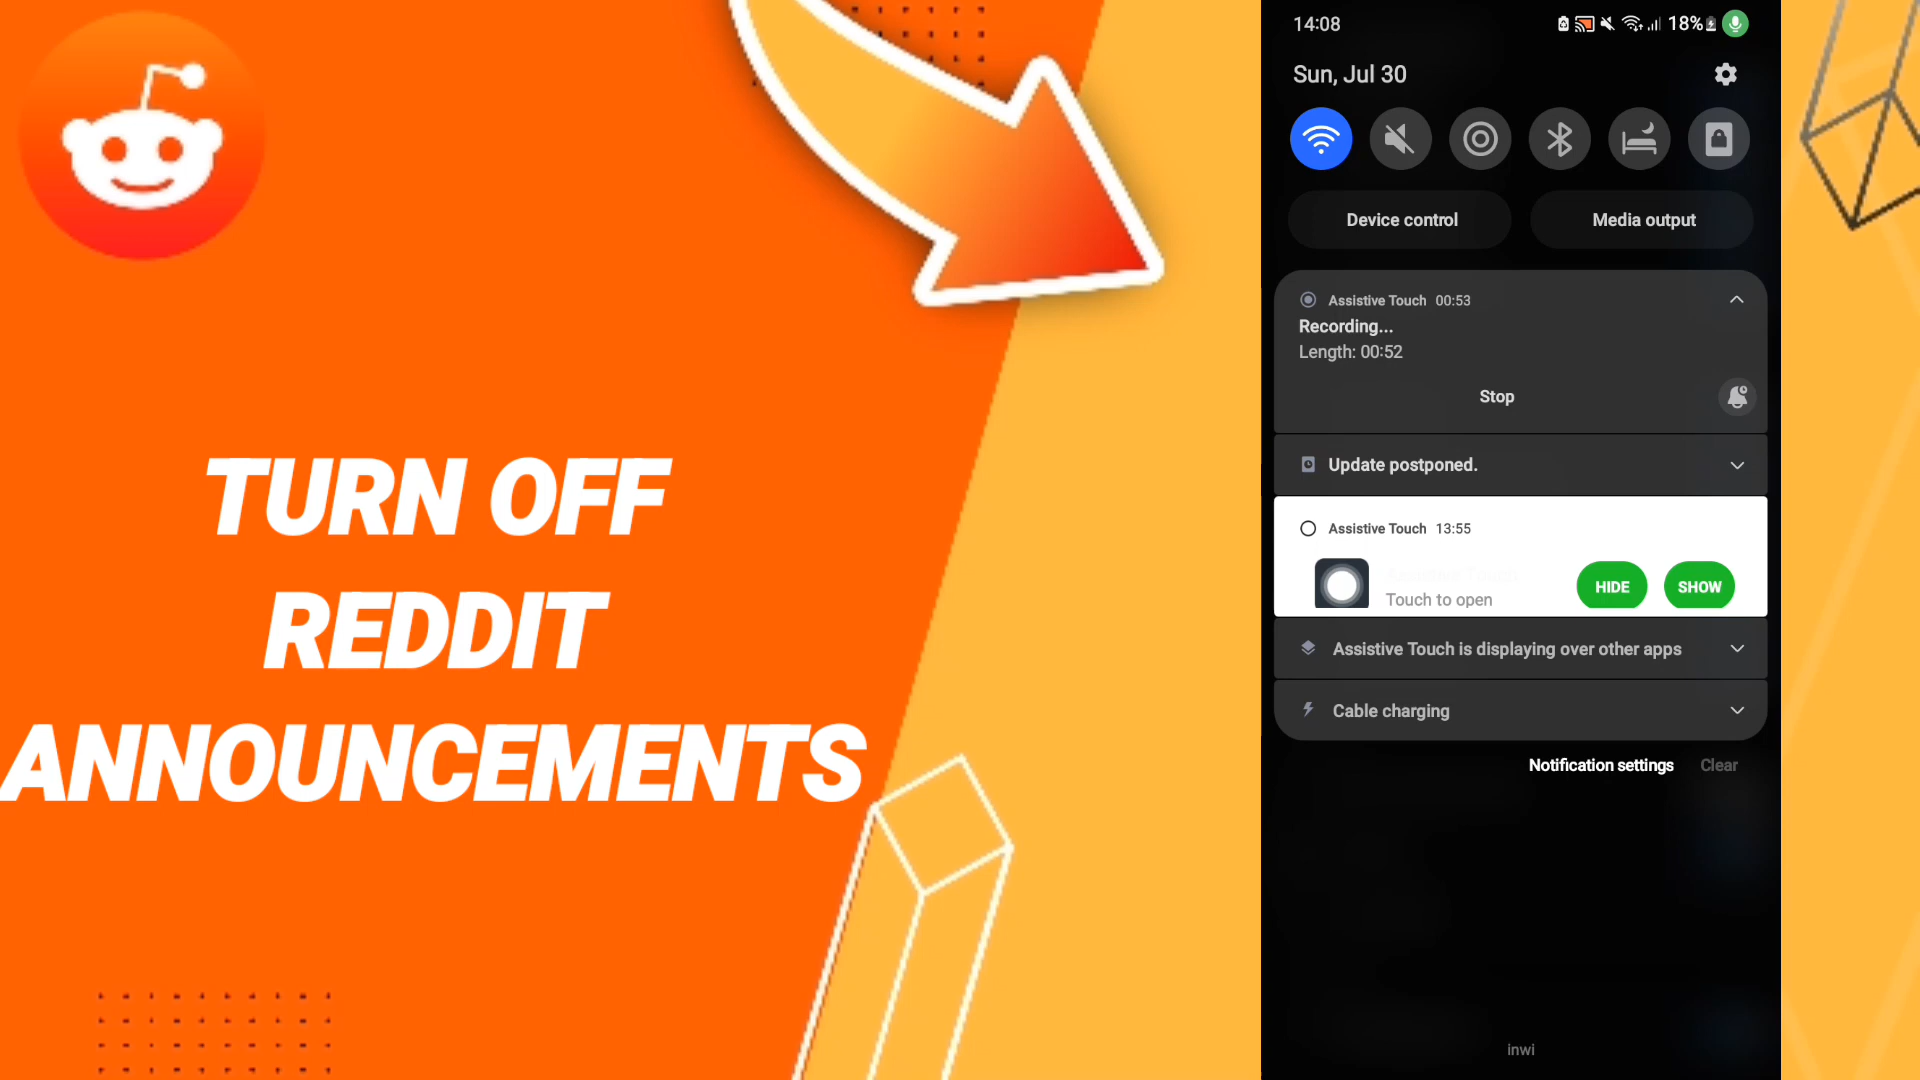 TURN OFF
REDDIT
ANNOUNCEMENTS
14:08
18%
Sun, Jul 30
Device control
Media output
Assistive Touch 00:53
Recording...
Length: 00:52
Stop
Update postponed.
Assistive Touch 13:55
Touch to open
HIDE
SHOW
Assistive Touch is displaying over other apps
Cable charging
Notification settings
Clear
inwi